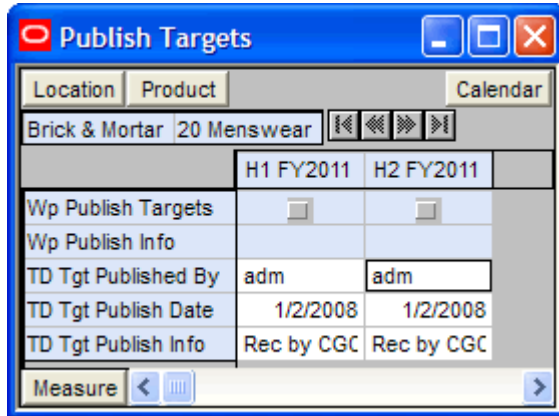 Publish Targets
Location Product Calendar
Brick & Mortar 20 Menswear
H1 FY2011 H2 FY2011
Wp Publish Targets
Wp Publish Info
TD Tgt Published By adm adm
TD Tgt Publish Date 1/2/2008 1/2/2008
TD Tgt Publish Info Rec by CGC Rec by CGC
Measure